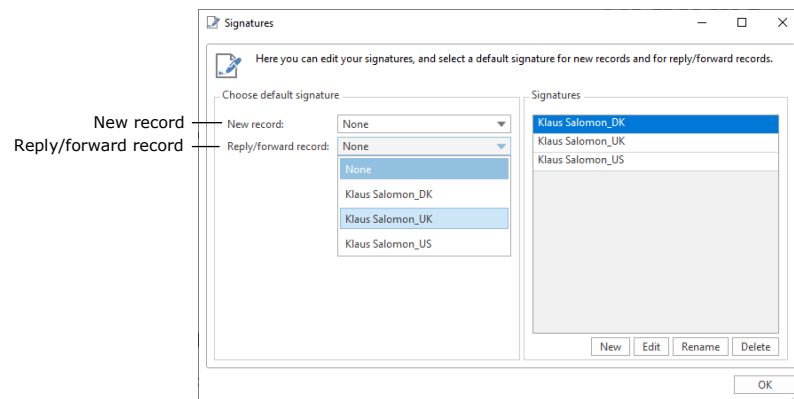 Signatures
Here you can edit your signatures, and select a default signature for new records and for reply/forward records.
Choose default signature
New record
New record:
None
Reply/forward record
Reply/forward record:
None
None
Klaus Salomon_DK
Klaus Salomon_UK
Klaus Salomon_US
Signatures
Klaus Salomon_DK
Klaus Salomon_UK
Klaus Salomon_US
New
Edit
Rename
Delete
OK